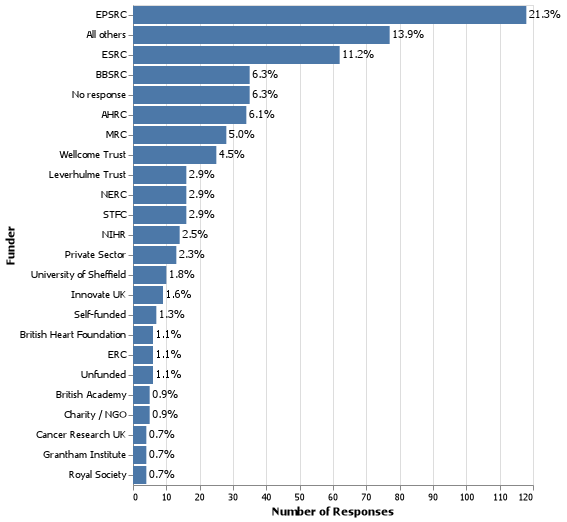 EPSRC 21.3%
All others 13.9%
ESRC 11.2%
BBSRC 6.3%
No response 6.3%
AHRC 6.1%
MRC 5.0%
Wellcome Trust 4.5%
Leverhulme Trust 2.9%
NERC 2.9%
STFC 2.9%
NIHR 2.5%
Private Sector 2.3%
University of Sheffield 1.8%
Innovate UK 1.6%
Self-funded 1.3%
British Heart Foundation 1.1%
ERC 1.1%
Unfunded 1.1%
British Academy 0.9%
Charity / NGO 0.9%
Cancer Research UK 0.7%
Grantham Institute 0.7%
Royal Society 0.7%
Funder
0 10 20 30 40 50 60 70 80 90 100 110 120
Number of Responses